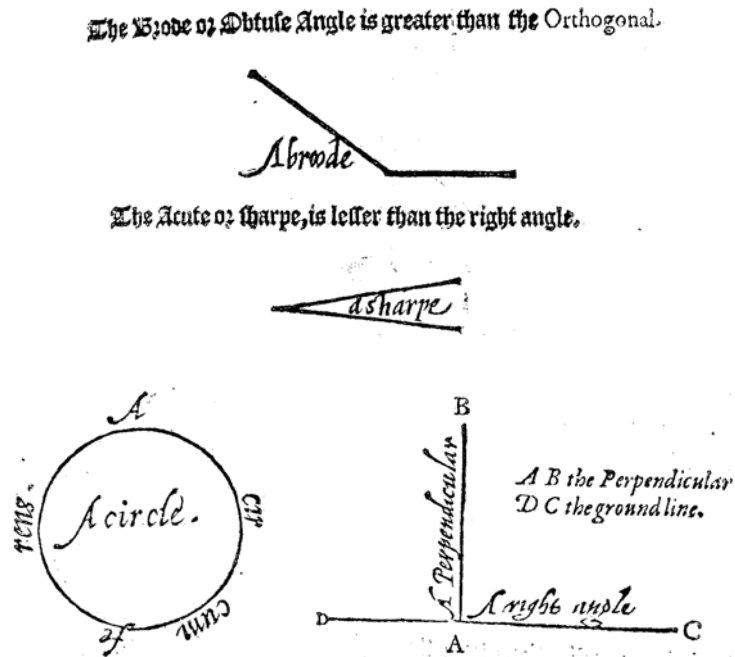 The Brode or Obtuse Angle is greater than the Orthogonal.
A broode
The Acute or sharpe, is lesser than the right angle.
A sharpe
A
cir
cum
fe
rens.
A circle.
B
A Perpendicular
A B the Perpendicular
D C the ground line.
A right angle
D
A
C